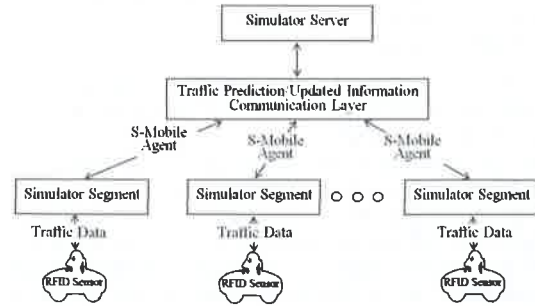 Simulator Server
Traffic Prediction/Updated Information
Communication Layer
S-Mobile
Agent
S-Mobile
Agent
S-Mobile
Agent
Simulator Segment
Simulator Segment
Simulator Segment
Traffic Data
Traffic Data
Traffic Data
RFID Sensor
RFID Sensor
RFID Sensor